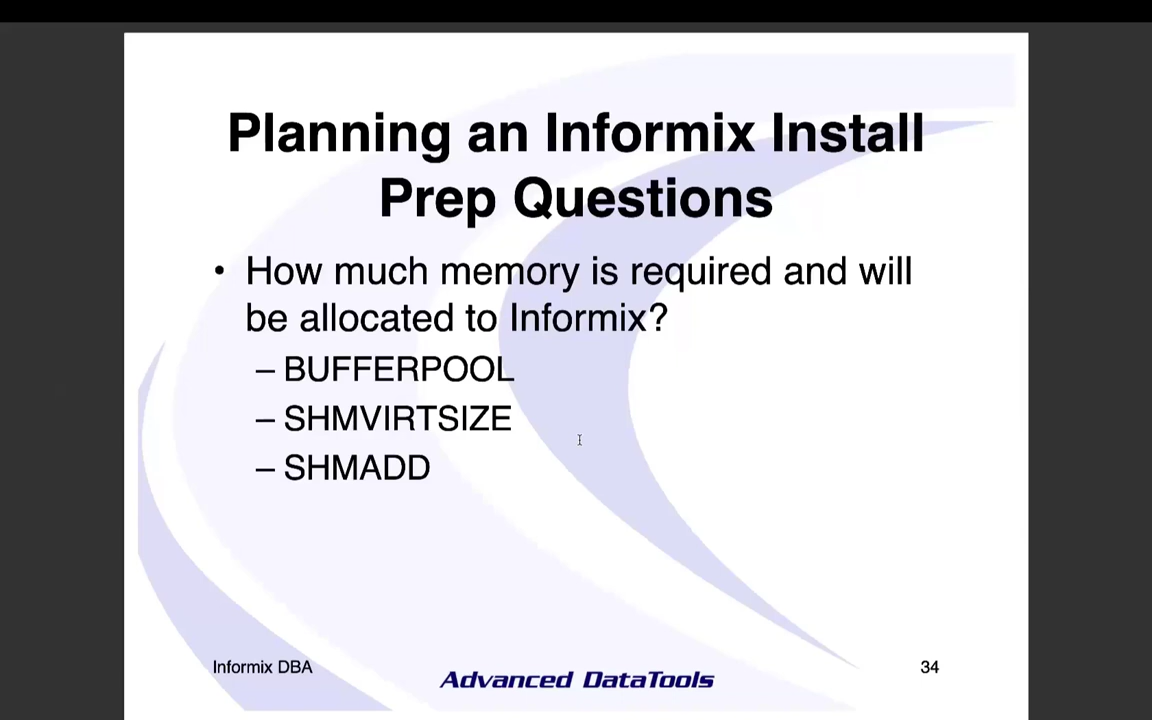 Planning an Informix Install
Prep Questions
• How much memory is required and will
be allocated to Informix?
– BUFFERPOOL
– SHMVIRTSIZE
– SHMADD
Informix DBA
Advanced DataTools
34